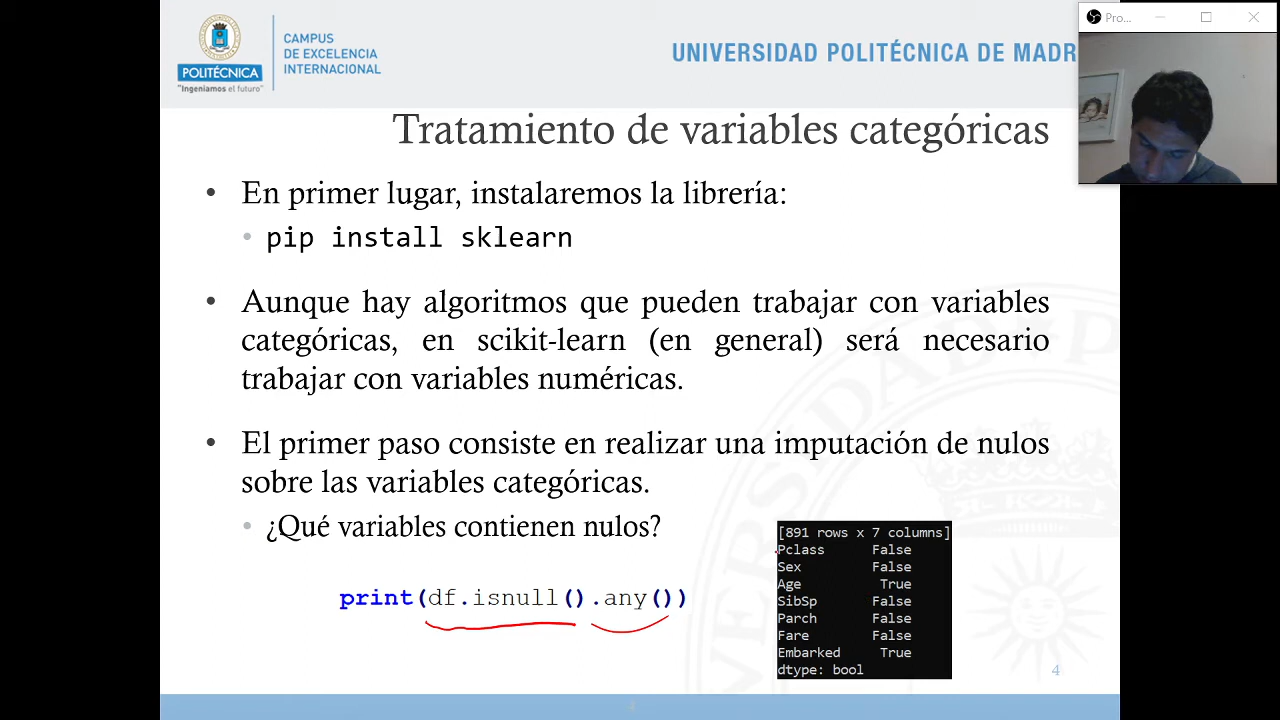 POLITÉCNICA
"Ingeniamos el futuro"
CAMPUS
DE EXCELENCIA
INTERNACIONAL
UNIVERSIDAD POLITÉCNICA DE MADR
Pro...
Tratamiento de variables categóricas
• En primer lugar, instalaremos la librería:
• pip install sklearn
• Aunque hay algoritmos que pueden trabajar con variables
categóricas, en scikit-learn (en general) será necesario
trabajar con variables numéricas.
• El primer paso consiste en realizar una imputación de nulos
sobre las variables categóricas.
• ¿Qué variables contienen nulos?
print(df.isnull().any())
[891 rows x 7 columns]
Pclass False
Sex False
Age True
SibSp False
Parch False
Fare False
Embarked True
dtype: bool
4